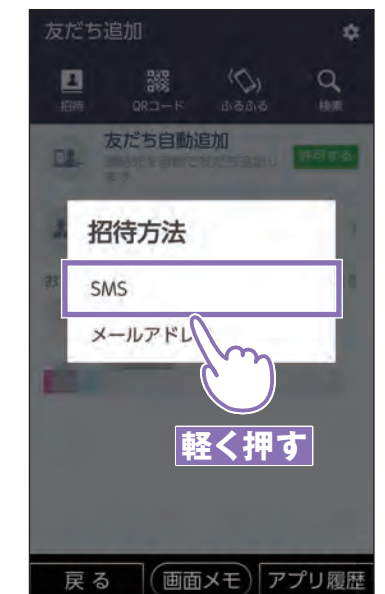 友だち追加
招待 QRコード ふるふる 検索
友だち自動追加
許可する
招待方法
SMS
メールアドレ
軽く押す
戻る 画面メモ アプリ履歴